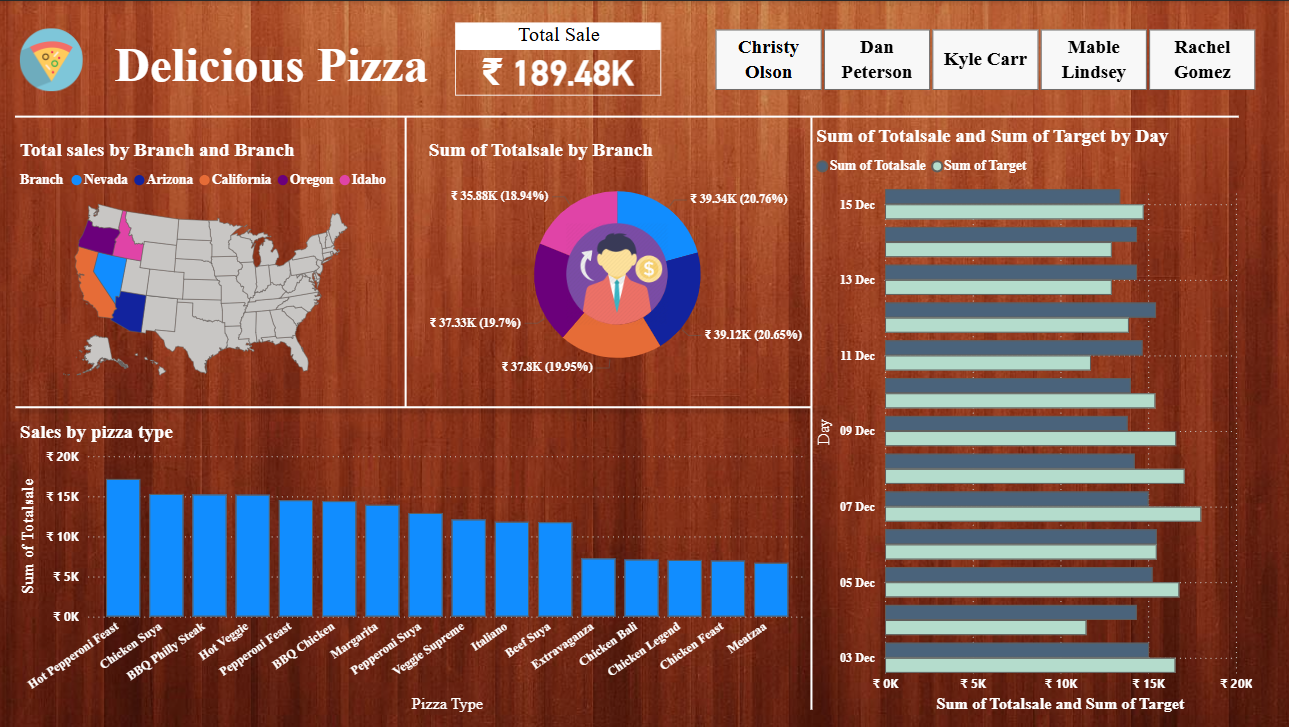 Delicious Pizza
Total Sale
₹ 189.48K
Christy
Olson
Dan
Peterson
Kyle Carr
Mable
Lindsey
Rachel
Gomez
Total sales by Branch and Branch
Branch Nevada Arizona California Oregon Idaho
Sum of Totalsale by Branch
₹ 35.88K (18.94%)
₹ 39.34K (20.76%)
$
₹ 37.33K (19.7%)
₹ 39.12K (20.65%)
₹ 37.8K (19.95%)
Sales by pizza type
Sum of Totalsale
₹ 20K
₹ 15K
₹ 10K
₹ 5K
₹ 0K
Hot Pepperoni Feast
Chicken Suya
BBQ Philly Steak
Hot Veggie
Pepperoni Feast
BBQ Chicken
Margarita
Pepperoni Suya
Veggie Supreme
Italiano
Beef Suya
Extravaganza
Chicken Bali
Chicken Legend
Chicken Feast
Meatzaa
Pizza Type
Sum of Totalsale and Sum of Target by Day
Sum of Totalsale Sum of Target
Day
15 Dec
13 Dec
11 Dec
09 Dec
07 Dec
05 Dec
03 Dec
₹ 0K ₹ 5K ₹ 10K ₹ 15K ₹ 20K
Sum of Totalsale and Sum of Target